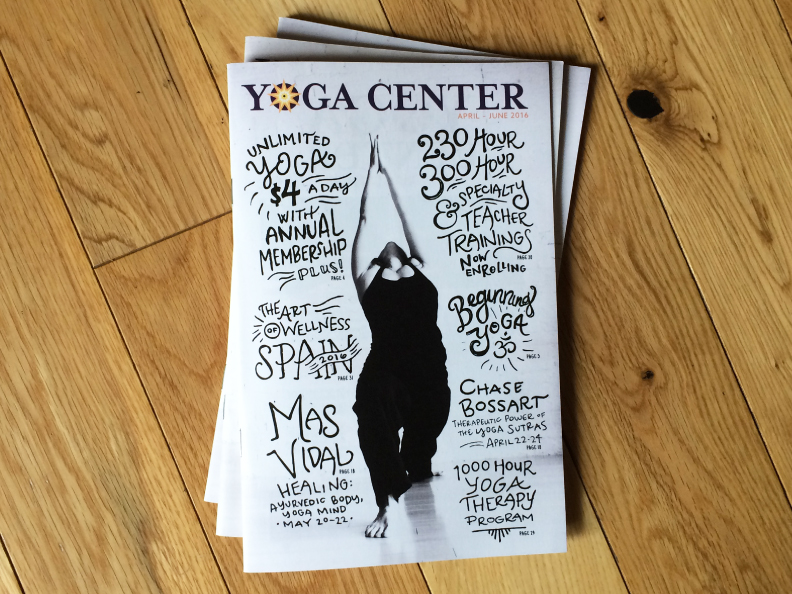 YOGA CENTER
APRIL - JUNE 2016
UNLIMITED
YOGA
$4 A DAY
WITH
ANNUAL
MEMBERSHIP
PLUS!
PAGE 4
THE ART
OF WELLNESS
SPAIN
2016
PAGE 31
MAS
VIDAL
PAGE 18
HEALING:
AYURVEDIC BODY,
YOGA MIND
• MAY 20-22 •
230 HOUR
300 HOUR
SPECIALTY
& TEACHER
TRAININGS
PAGE 20
NOW
ENROLLING
Beginning
YOGA
ॐ
PAGE 5
CHASE
BOSSART
THERAPEUTIC POWER OF
THE YOGA SUTRAS
APRIL 22-24
PAGE 18
1000 HOUR
YOGA
THERAPY
PROGRAM
PAGE 29